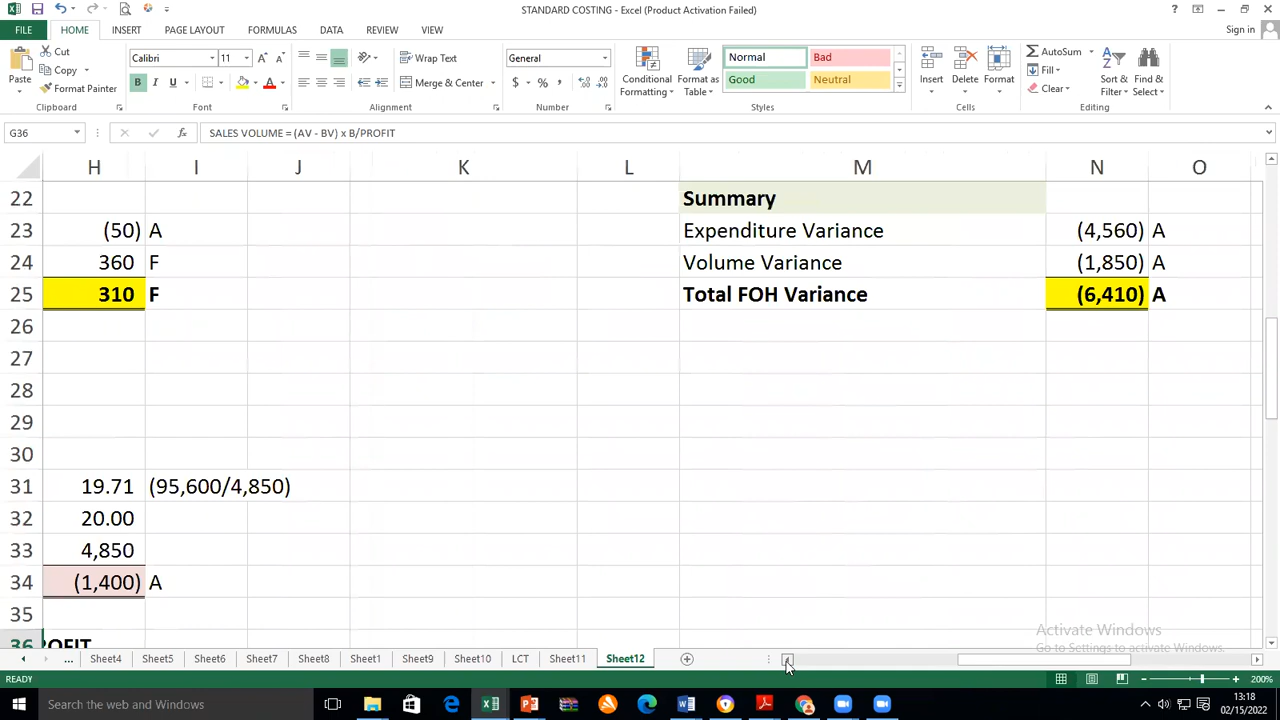 STANDARD COSTING - Excel (Product Activation Failed)
FILE HOME INSERT PAGE LAYOUT FORMULAS DATA REVIEW VIEW Sign in
Paste Cut Copy Format Painter
Calibri 11 Wrap Text General
B I U Merge & Center $ %
Conditional Formatting Format as Table Normal Bad Good Neutral
Insert Delete Format AutoSum Fill Clear Sort & Filter Find & Select
Clipboard Font Alignment Number Styles Cells Editing
G36 SALES VOLUME = (AV - BV) x B/PROFIT
H I J K L M N O
22 Summary
23 (50) A Expenditure Variance (4,560) A
24 360 F Volume Variance (1,850) A
25 310 F Total FOH Variance (6,410) A
26
27
28
29
30
31 19.71 (95,600/4,850)
32 20.00
33 4,850
34 (1,400) A
35
36 ROFIT
Activate Windows
Go to Settings to activate Windows.
... Sheet4 Sheet5 Sheet6 Sheet7 Sheet8 Sheet1 Sheet9 Sheet10 LCT Sheet11 Sheet12
READY 200%
Search the web and Windows 13:18
02/15/2022